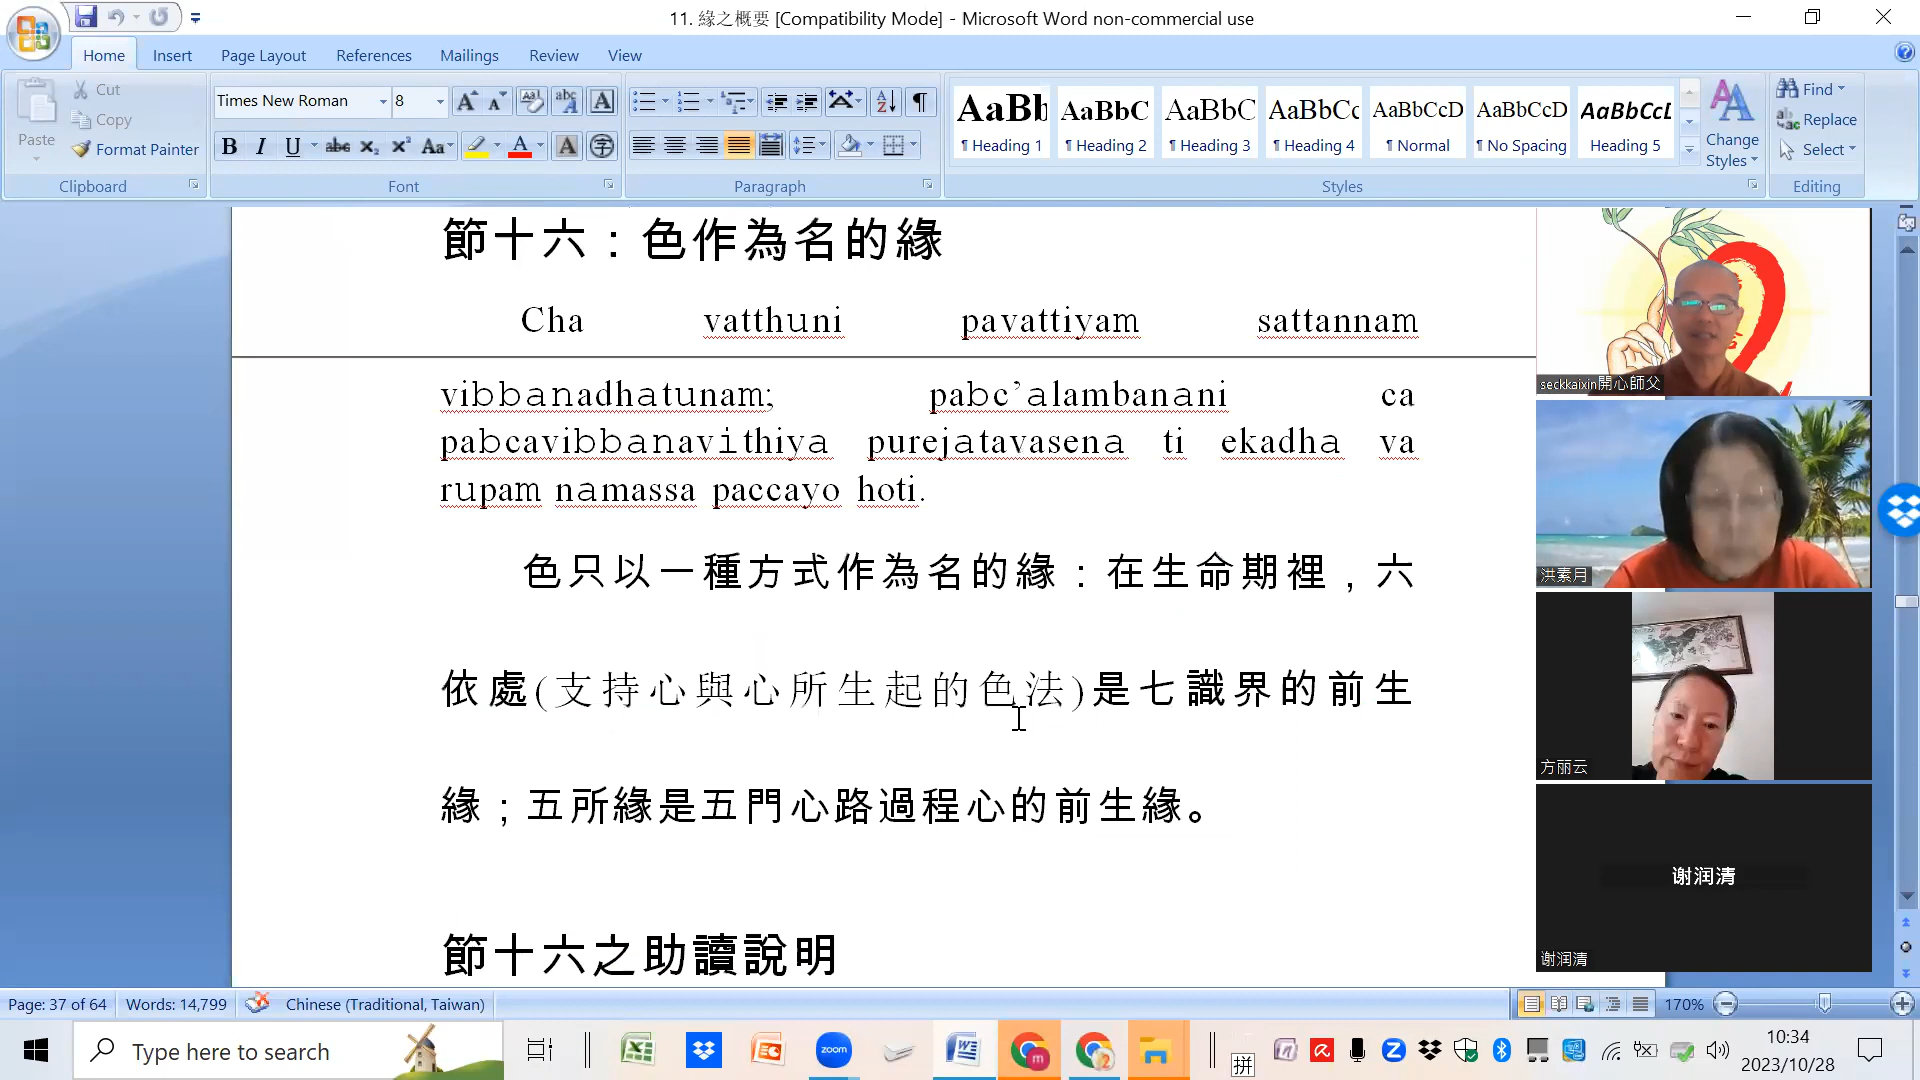 11. 緣之概要 [Compatibility Mode] - Microsoft Word non-commercial use
Home Insert Page Layout References Mailings Review View
Paste
Cut
Copy
Format Painter
Clipboard
Times New Roman 8
Font
Paragraph
AaBb AaBbC AaBbC AaBbCc AaBbCcD AaBbCcD AaBbCcL
¶ Heading 1 ¶ Heading 2 ¶ Heading 3 ¶ Heading 4 ¶ Normal ¶ No Spacing Heading 5
Change Styles
Styles
Find
Replace
Select
Editing
節十六：色作為名的緣
Cha vatthuni pavattiyam sattannam
vibbanadhatunam; pabc’alambanani ca
pabcavibbanavithiya purejatavasena ti ekadha va
rupam namassa paccayo hoti.
色只以一種方式作為名的緣：在生命期裡，六
依處(支持心與心所生起的色法)是七識界的前生
緣；五所緣是五門心路過程心的前生緣。
節十六之助讀說明
seckkaixin開心師父
洪素月
方丽云
谢润清
谢润清
Page: 37 of 64 Words: 14,799 Chinese (Traditional, Taiwan) 170%
Type here to search
zoom
拼
10:34
2023/10/28